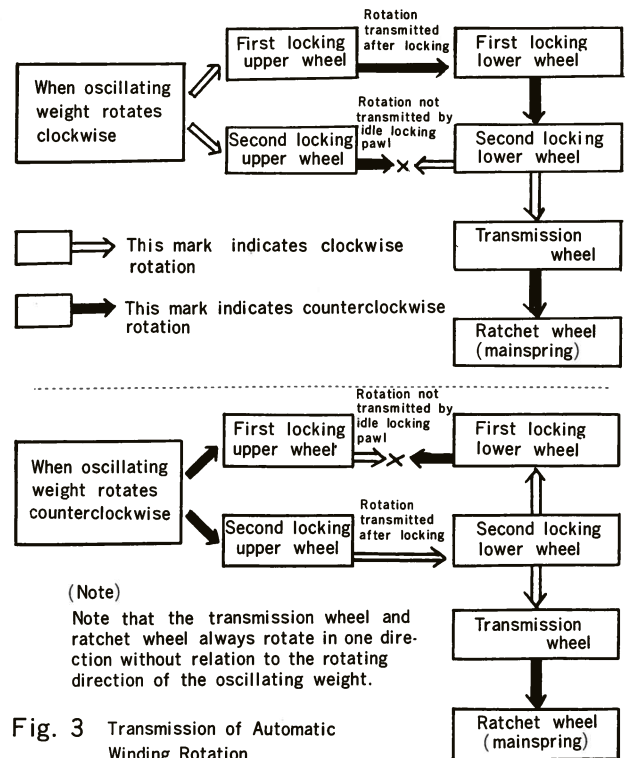 Rotation
transmitted
after locking
First locking
upper wheel
First locking
lower wheel
When oscillating
weight rotates
clockwise
Rotation not
transmitted by
idle locking
pawl
Second locking
upper wheel
Second locking
lower wheel
This mark indicates clockwise
rotation
Transmission
wheel
This mark indicates counterclockwise
rotation
Ratchet wheel
(mainspring)
Rotation not
transmitted by
idle locking
pawl
First locking
upper wheel
First locking
lower wheel
When oscillating
weight rotates
counterclockwise
Rotation
transmitted
after locking
Second locking
upper wheel
Second locking
lower wheel
(Note)
Note that the transmission wheel and
ratchet wheel always rotate in one dire-
ction without relation to the rotating
direction of the oscillating weight.
Transmission
wheel
Ratchet wheel
(mainspring)
Fig. 3 Transmission of Automatic
Winding Rotation